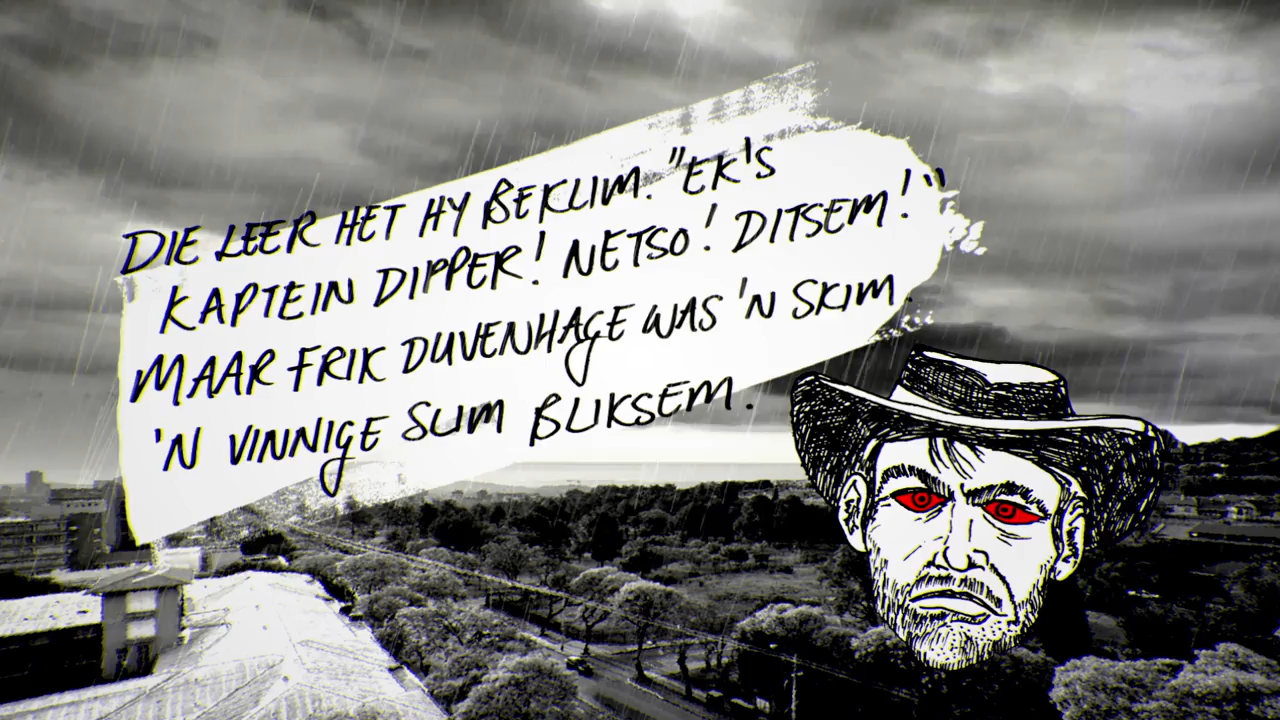 DIE LEER HET HY BEKLIM. "EK'S
KAPTEIN DIPPER! NETSO! DITSEM!"
MAAR FRIK DUVENHAGE WAS 'N SKIM.
'N VINNIGE SLIM BLIKSEM.